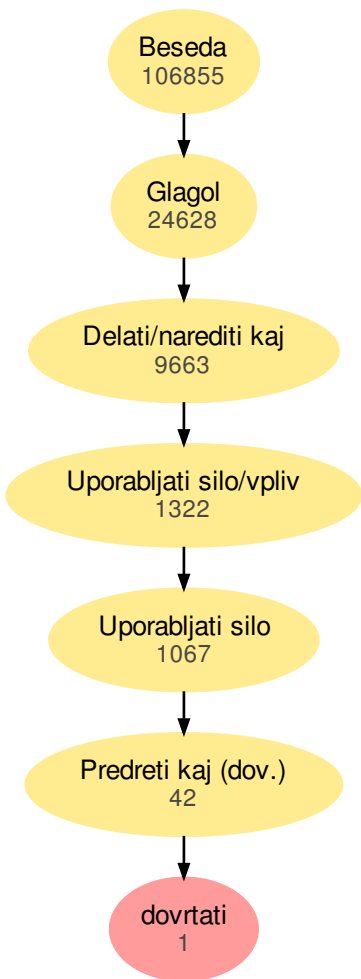 Beseda
106855
Glagol
24628
Delati/narediti kaj
9663
Uporabljati silo/vpliv
1322
Uporabljati silo
1067
Predreti kaj (dov.)
42
dovrtati
1